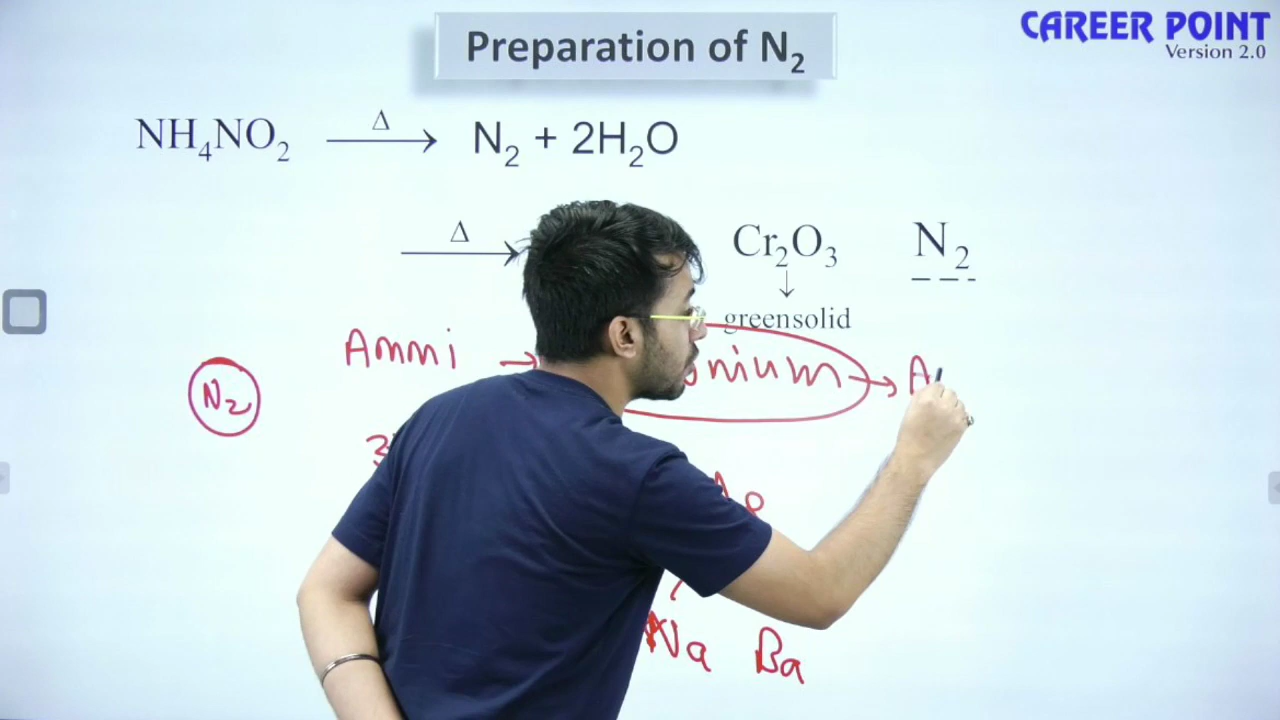 Preparation of N₂
CAREER POINT
Version 2.0
NH₄NO₂ —Δ→ N₂ + 2H₂O
—Δ→ Cr₂O₃ N₂
↓
greensolid
Ammi → nium → A
N₂
3
Na Ba